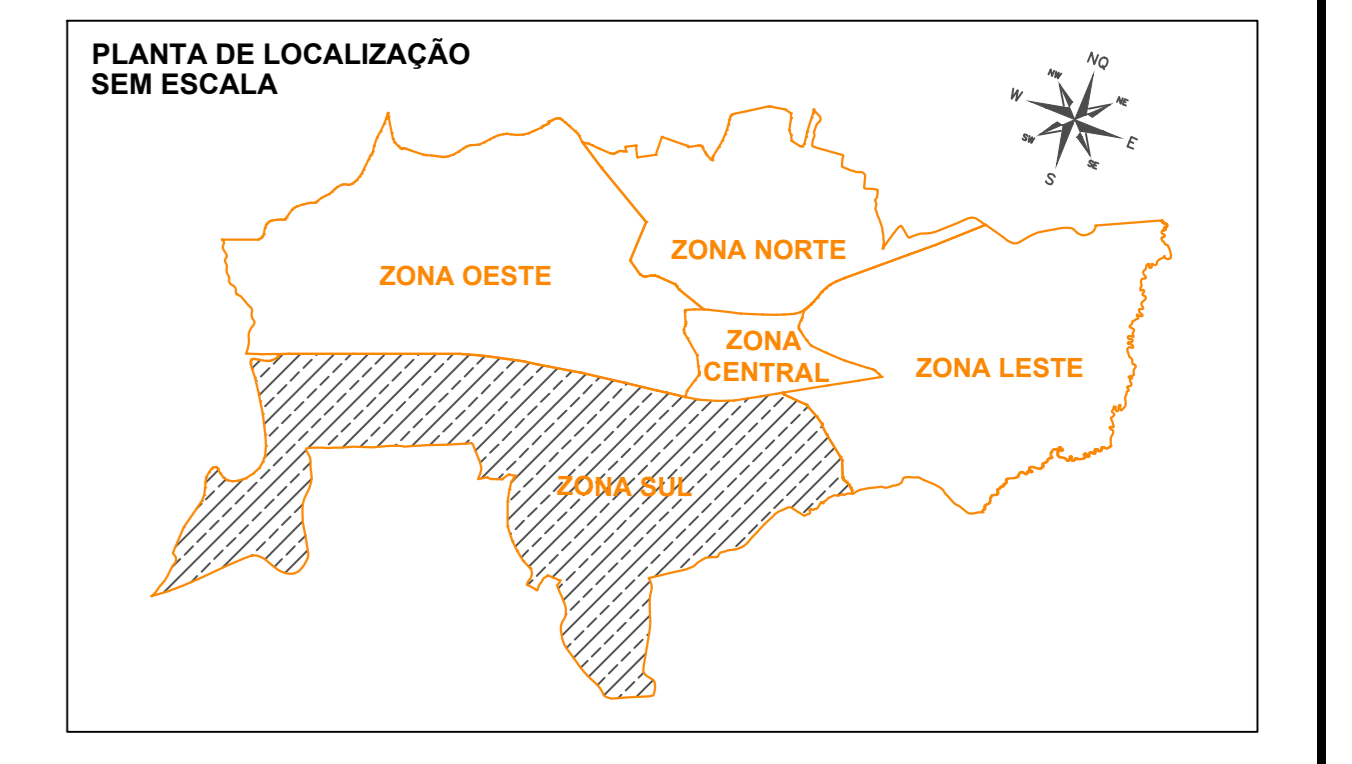 PLANTA DE LOCALIZAÇÃO
SEM ESCALA
NQ
NW
NE
W
E
SW
SE
S
ZONA NORTE
ZONA OESTE
ZONA
CENTRAL
ZONA LESTE
ZONA SUL